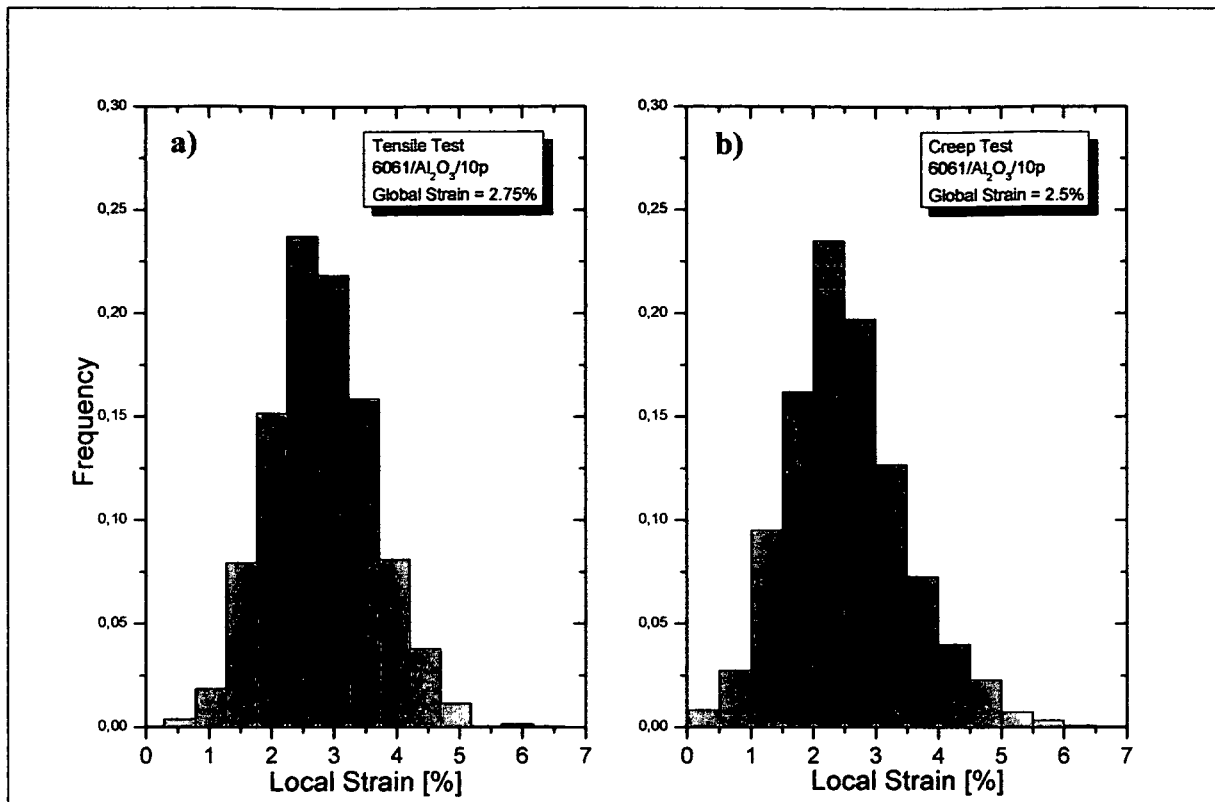 a)
Tensile Test
6061/Al₂O₃/10p
Global Strain = 2.75%
0,30
0,25
0,20
0,15
0,10
0,05
0,00
Frequency
0 1 2 3 4 5 6 7
Local Strain [%]
b)
Creep Test
6061/Al₂O₃/10p
Global Strain = 2.5%
0,30
0,25
0,20
0,15
0,10
0,05
0,00
0 1 2 3 4 5 6 7
Local Strain [%]